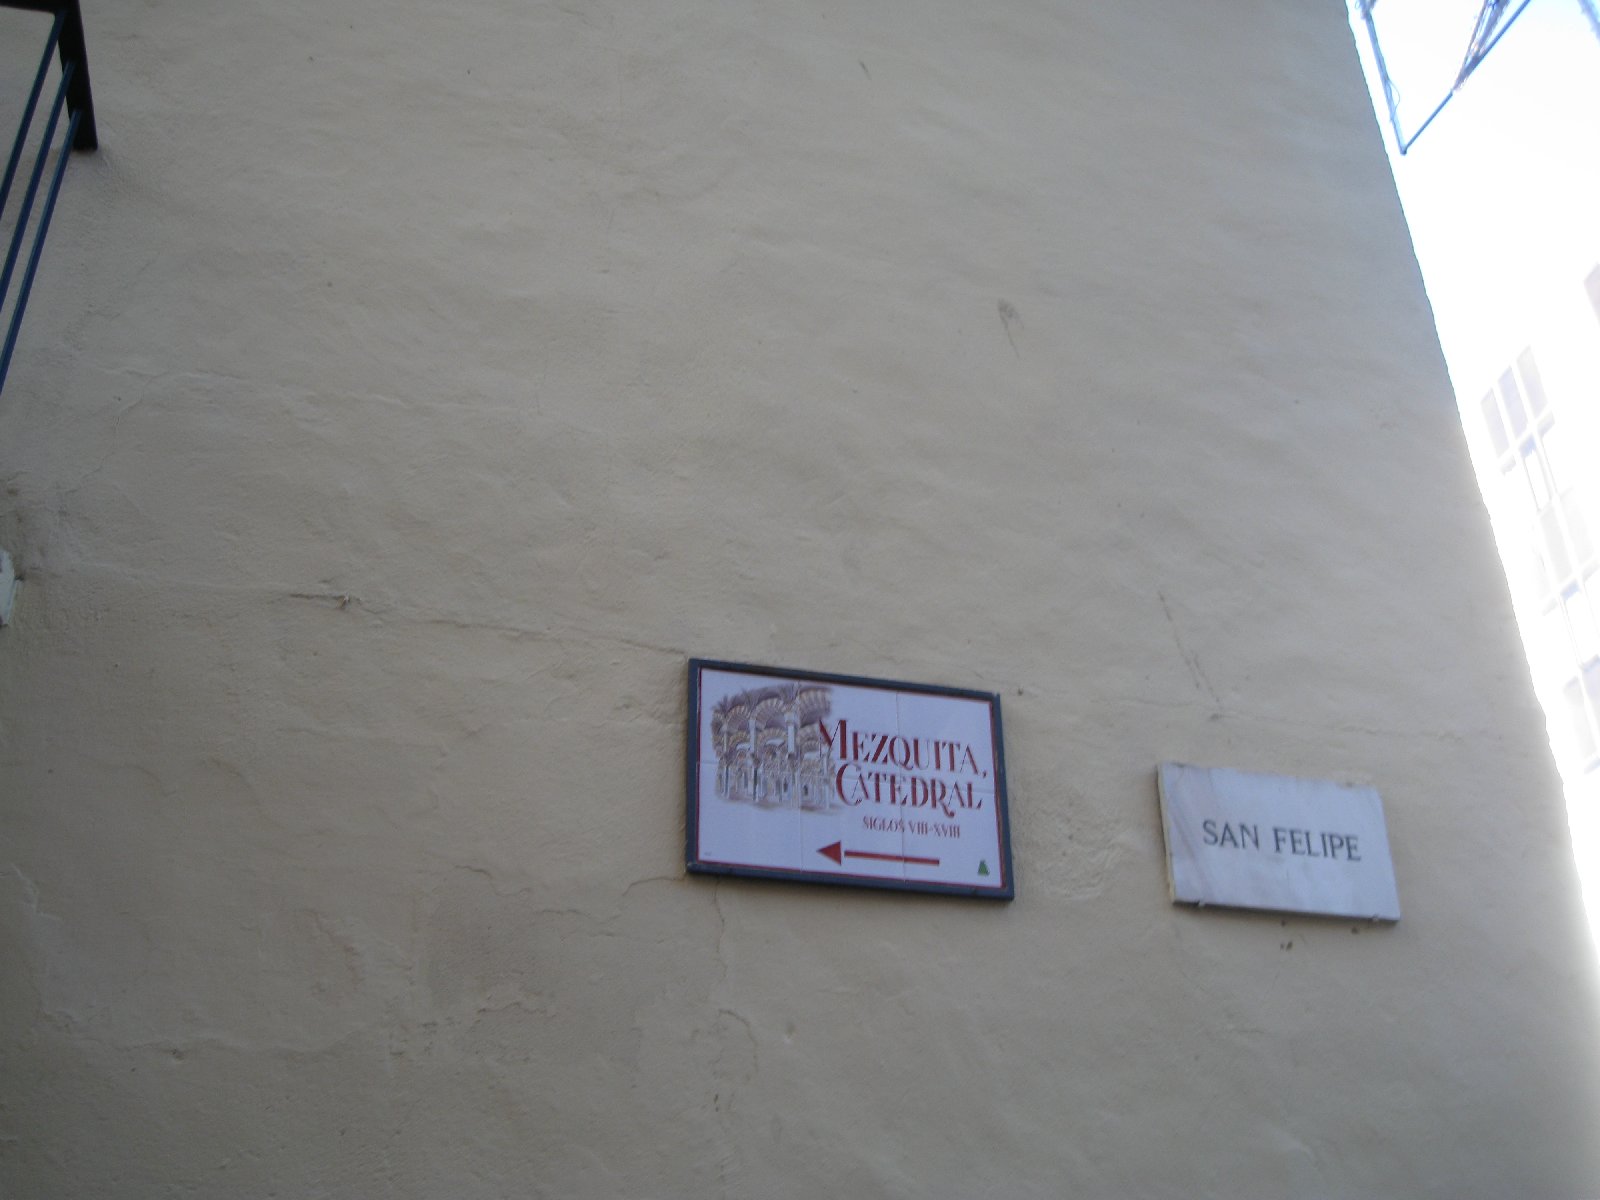 MEZQUITA,
CATEDRAL
SIGLOS VIII-XVIII
SAN FELIPE